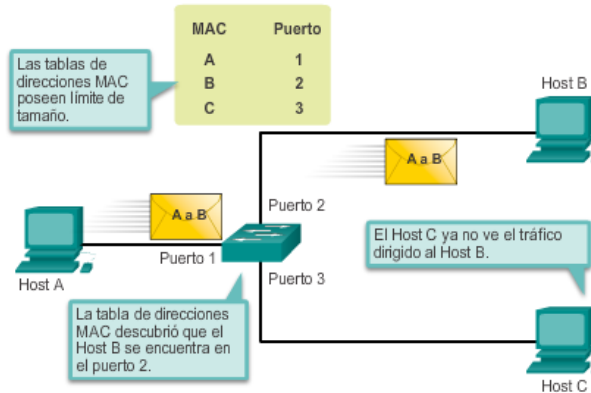 MAC Puerto
A 1
B 2
C 3
Las tablas de
direcciones MAC
poseen límite de
tamaño.
Host B
A a B
A a B
Puerto 2
Puerto 1
Host A
El Host C ya no ve el tráfico
dirigido al Host B.
Puerto 3
La tabla de direcciones
MAC descubrió que el
Host B se encuentra en
el puerto 2.
Host C